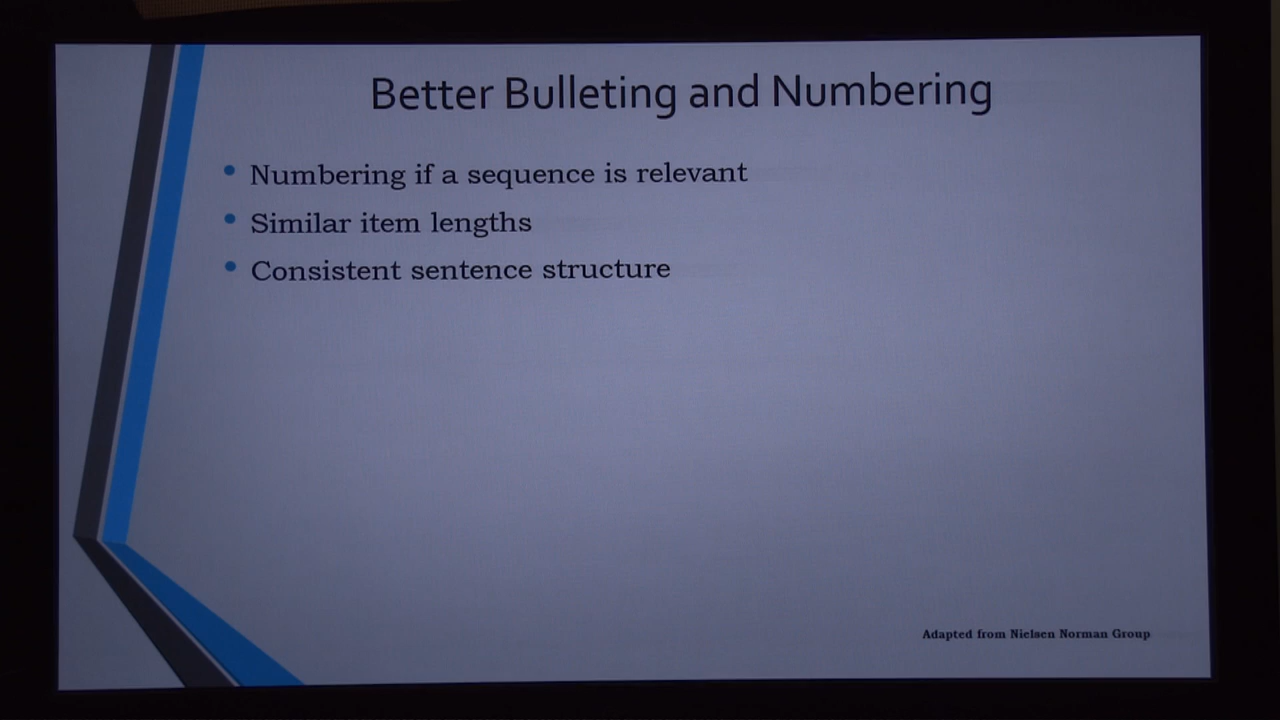 Better Bulleting and Numbering
• Numbering if a sequence is relevant
• Similar item lengths
• Consistent sentence structure
Adapted from Nielsen Norman Group